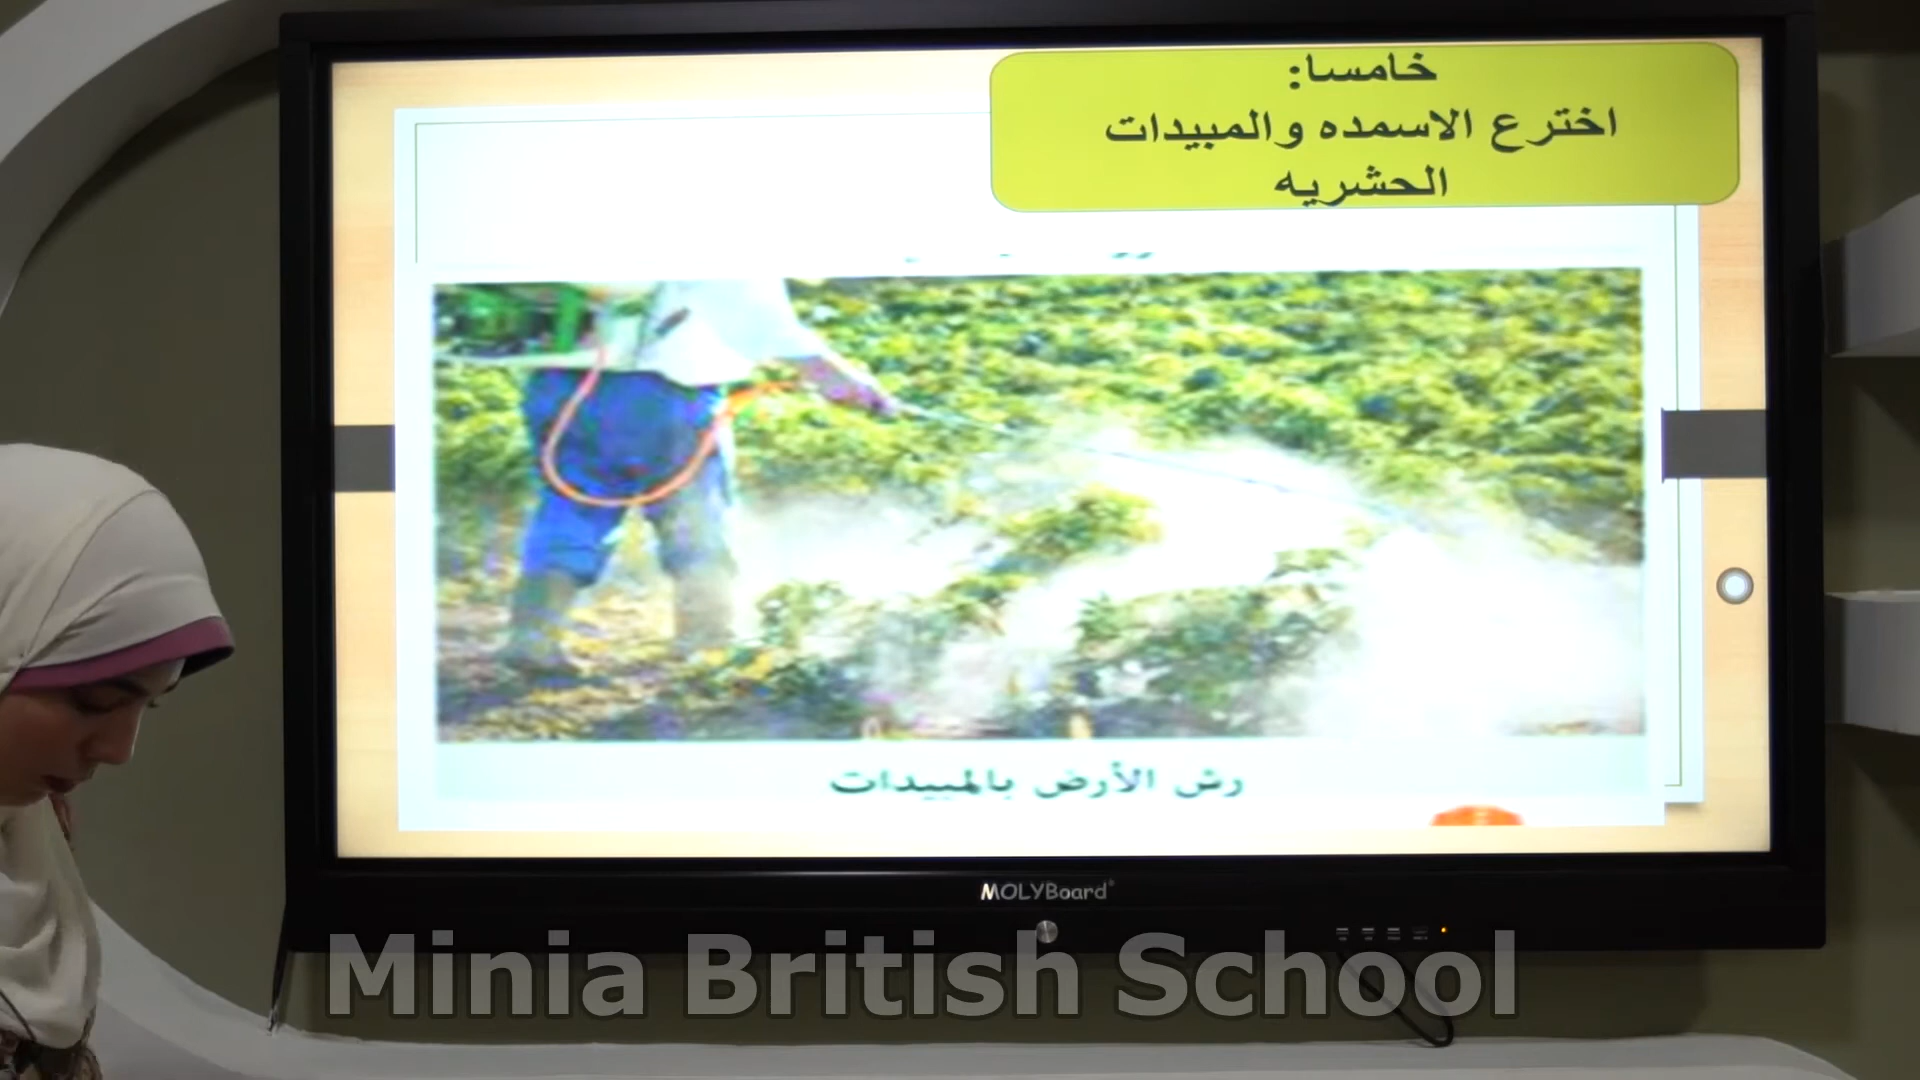 خامسا:
اخترع الاسمده والمبيدات
الحشريه
رش الأرض بالمبيدات
MOLYBoard
Minia British School